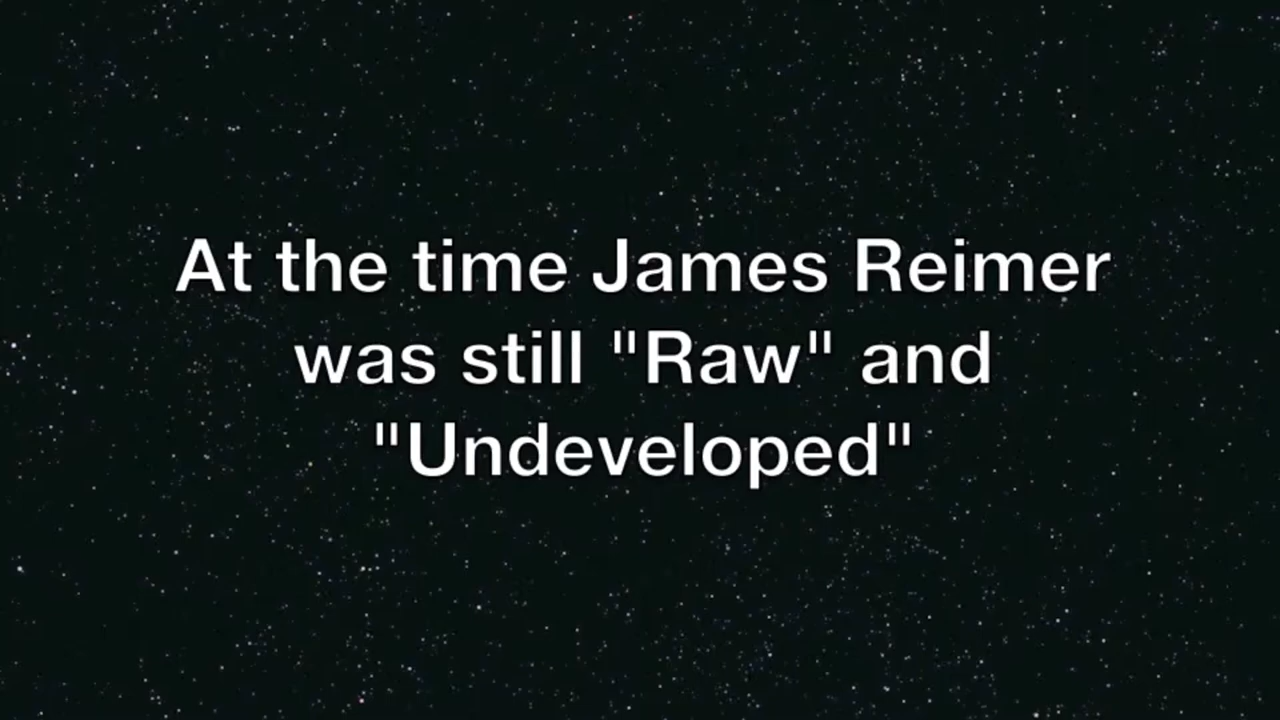 At the time James Reimer
was still "Raw" and
"Undeveloped"